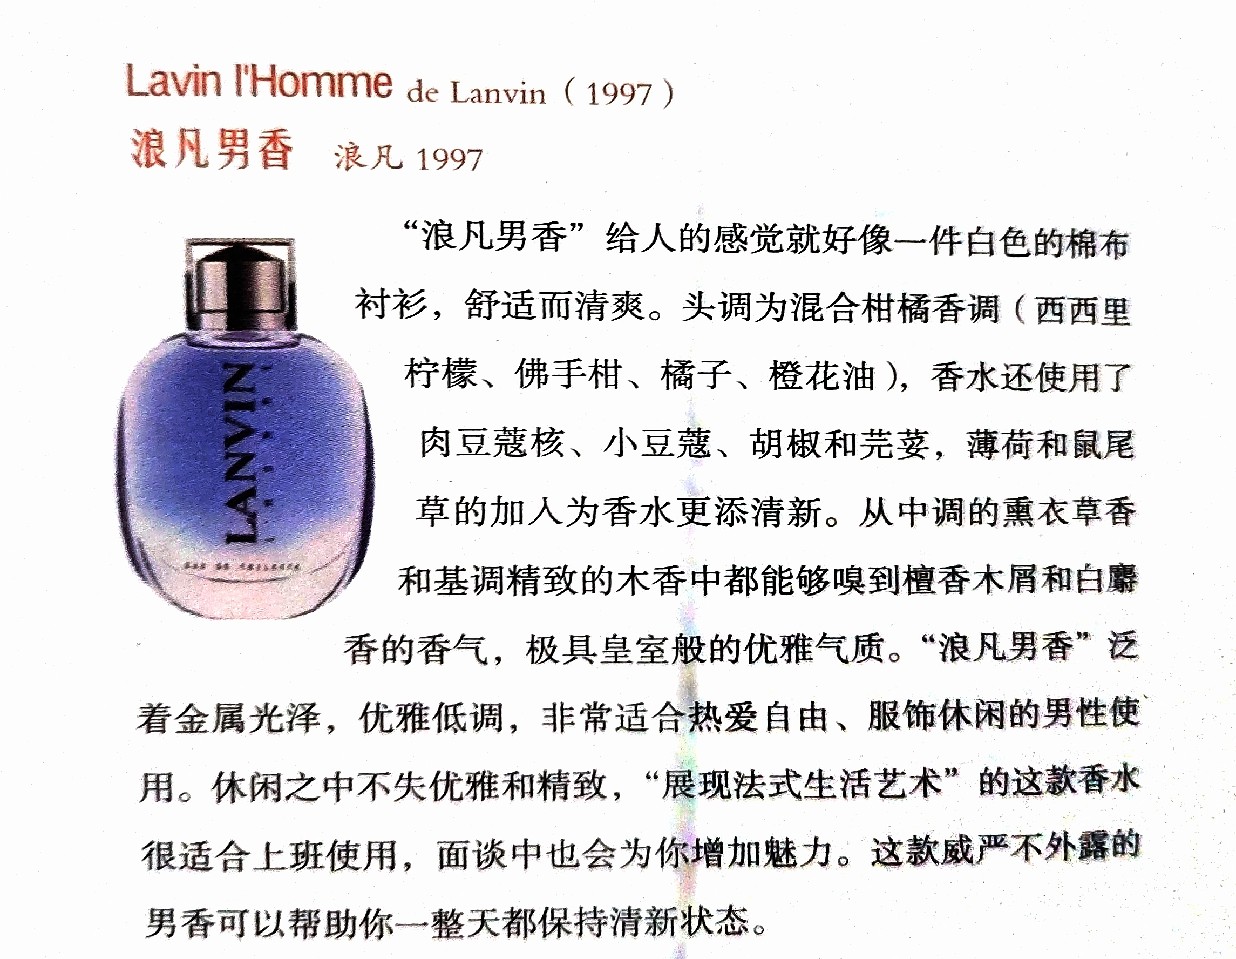 Lavin l'Homme de Lanvin（1997）
浪凡男香 浪凡 1997
“浪凡男香”给人的感觉就好像一件白色的棉布
衬衫，舒适而清爽。头调为混合柑橘香调（西西里
柠檬、佛手柑、橘子、橙花油），香水还使用了
肉豆蔻核、小豆蔻、胡椒和芫荽，薄荷和鼠尾
草的加入为香水更添清新。从中调的熏衣草香
和基调精致的木香中都能够嗅到檀香木屑和白麝
香的香气，极具皇室般的优雅气质。“浪凡男香”泛
着金属光泽，优雅低调，非常适合热爱自由、服饰休闲的男性使
用。休闲之中不失优雅和精致，“展现法式生活艺术”的这款香水
很适合上班使用，面谈中也会为你增加魅力。这款威严不外露的
男香可以帮助你一整天都保持清新状态。
LANVIN